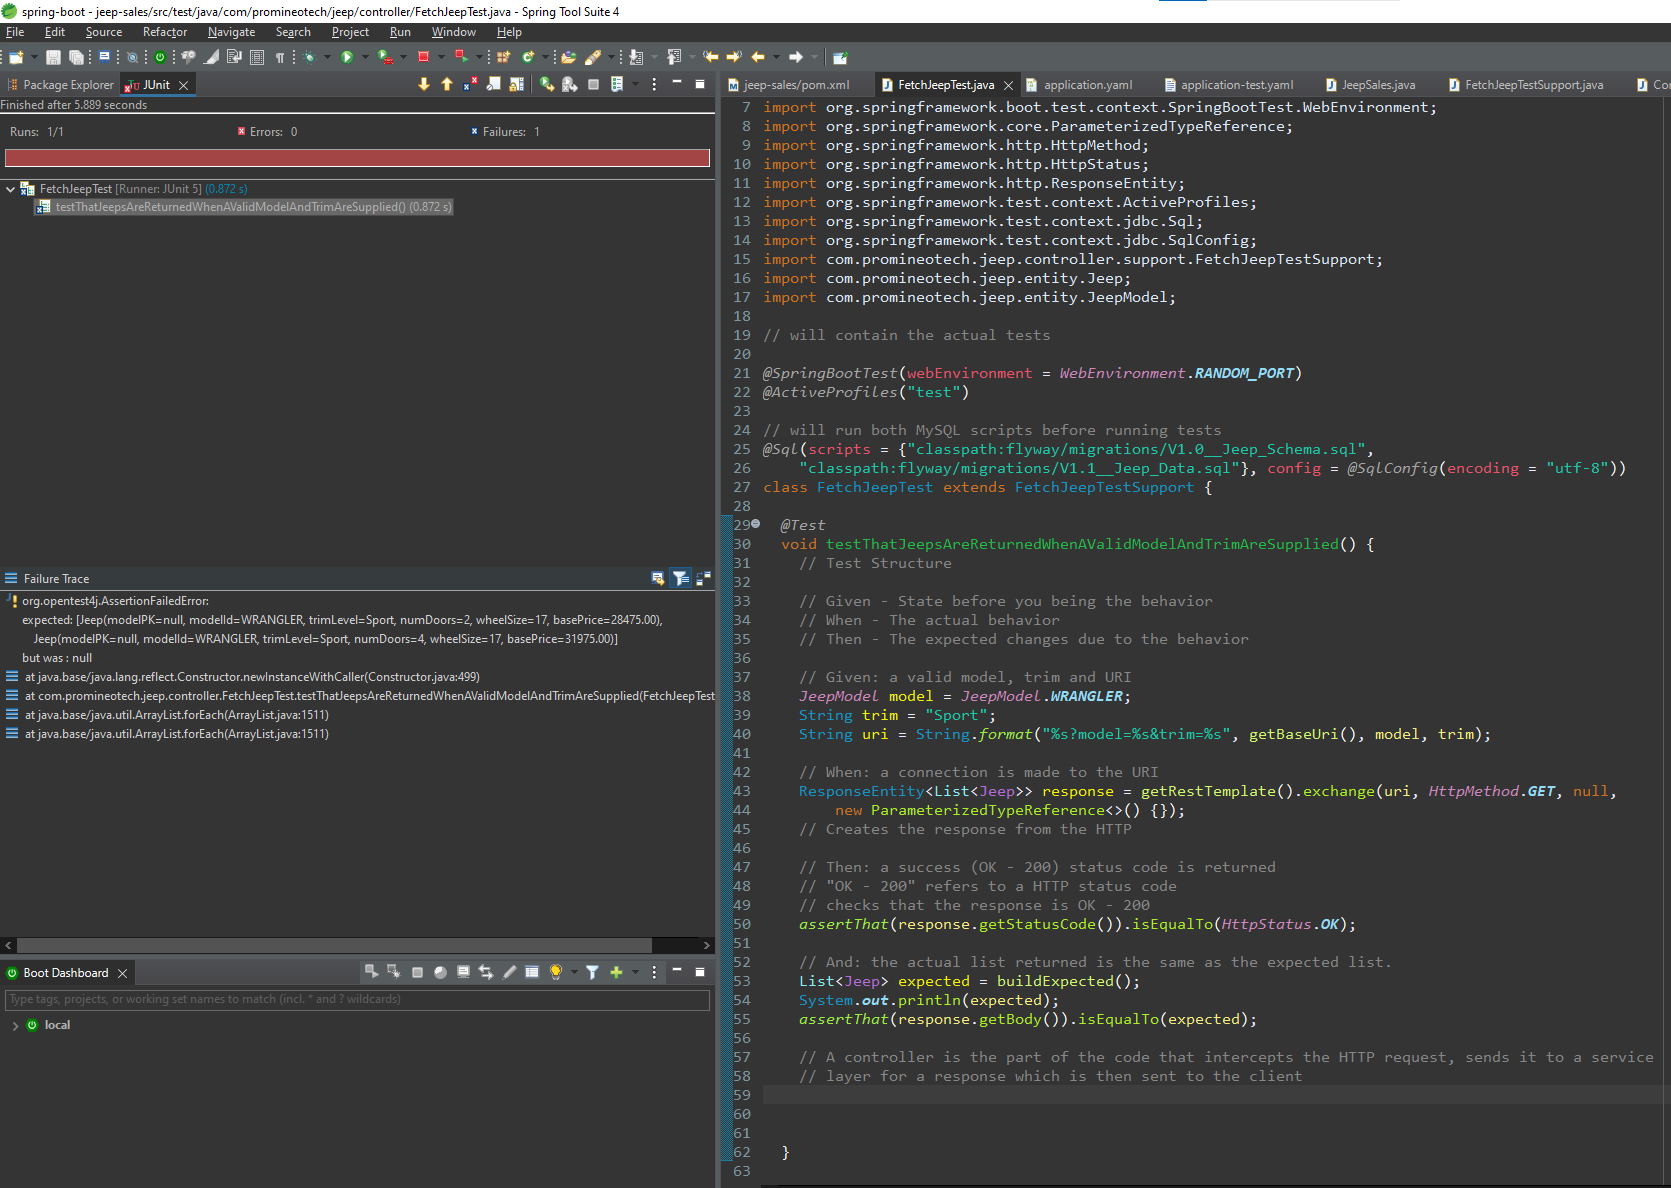 spring-boot - jeep-sales/src/test/java/com/promineotech/jeep/controller/FetchJeepTest.java - Spring Tool Suite 4
File Edit Source Refactor Navigate Search Project Run Window Help
Package Explorer JUnit
Finished after 5.889 seconds
Runs: 1/1 Errors: 0 Failures: 1
FetchJeepTest [Runner: JUnit 5] (0.872 s)
testThatJeepsAreReturnedWhenAValidModelAndTrimAreSupplied() (0.872 s)
Failure Trace
org.opentest4j.AssertionFailedError:
expected: [Jeep(modelPK=null, modelId=WRANGLER, trimLevel=Sport, numDoors=2, wheelSize=17, basePrice=28475.00),
Jeep(modelPK=null, modelId=WRANGLER, trimLevel=Sport, numDoors=4, wheelSize=17, basePrice=31975.00)]
but was : null
at java.base/java.lang.reflect.Constructor.newInstanceWithCaller(Constructor.java:499)
at com.promineotech.jeep.controller.FetchJeepTest.testThatJeepsAreReturnedWhenAValidModelAndTrimAreSupplied(FetchJeepTest
at java.base/java.util.ArrayList.forEach(ArrayList.java:1511)
at java.base/java.util.ArrayList.forEach(ArrayList.java:1511)
Boot Dashboard
Type tags, projects, or working set names to match (incl. * and ? wildcards)
local
jeep-sales/pom.xml FetchJeepTest.java application.yaml application-test.yaml JeepSales.java FetchJeepTestSupport.java Cor
7 import org.springframework.boot.test.context.SpringBootTest.WebEnvironment;
8 import org.springframework.core.ParameterizedTypeReference;
9 import org.springframework.http.HttpMethod;
10 import org.springframework.http.HttpStatus;
11 import org.springframework.http.ResponseEntity;
12 import org.springframework.test.context.ActiveProfiles;
13 import org.springframework.test.context.jdbc.Sql;
14 import org.springframework.test.context.jdbc.SqlConfig;
15 import com.promineotech.jeep.controller.support.FetchJeepTestSupport;
16 import com.promineotech.jeep.entity.Jeep;
17 import com.promineotech.jeep.entity.JeepModel;
18
19 // will contain the actual tests
20
21 @SpringBootTest(webEnvironment = WebEnvironment.RANDOM_PORT)
22 @ActiveProfiles("test")
23
24 // will run both MySQL scripts before running tests
25 @Sql(scripts = {"classpath:flyway/migrations/V1.0__Jeep_Schema.sql",
26 "classpath:flyway/migrations/V1.1__Jeep_Data.sql"}, config = @SqlConfig(encoding = "utf-8"))
27 class FetchJeepTest extends FetchJeepTestSupport {
28
29 @Test
30 void testThatJeepsAreReturnedWhenAValidModelAndTrimAreSupplied() {
31 // Test Structure
32
33 // Given - State before you being the behavior
34 // When - The actual behavior
35 // Then - The expected changes due to the behavior
36
37 // Given: a valid model, trim and URI
38 JeepModel model = JeepModel.WRANGLER;
39 String trim = "Sport";
40 String uri = String.format("%s?model=%s&trim=%s", getBaseUri(), model, trim);
41
42 // When: a connection is made to the URI
43 ResponseEntity<List<Jeep>> response = getRestTemplate().exchange(uri, HttpMethod.GET, null,
44 new ParameterizedTypeReference<>() {});
45 // Creates the response from the HTTP
46
47 // Then: a success (OK - 200) status code is returned
48 // "OK - 200" refers to a HTTP status code
49 // checks that the response is OK - 200
50 assertThat(response.getStatusCode()).isEqualTo(HttpStatus.OK);
51
52 // And: the actual list returned is the same as the expected list.
53 List<Jeep> expected = buildExpected();
54 System.out.println(expected);
55 assertThat(response.getBody()).isEqualTo(expected);
56
57 // A controller is the part of the code that intercepts the HTTP request, sends it to a service
58 // layer for a response which is then sent to the client
59
60
61
62 }
63